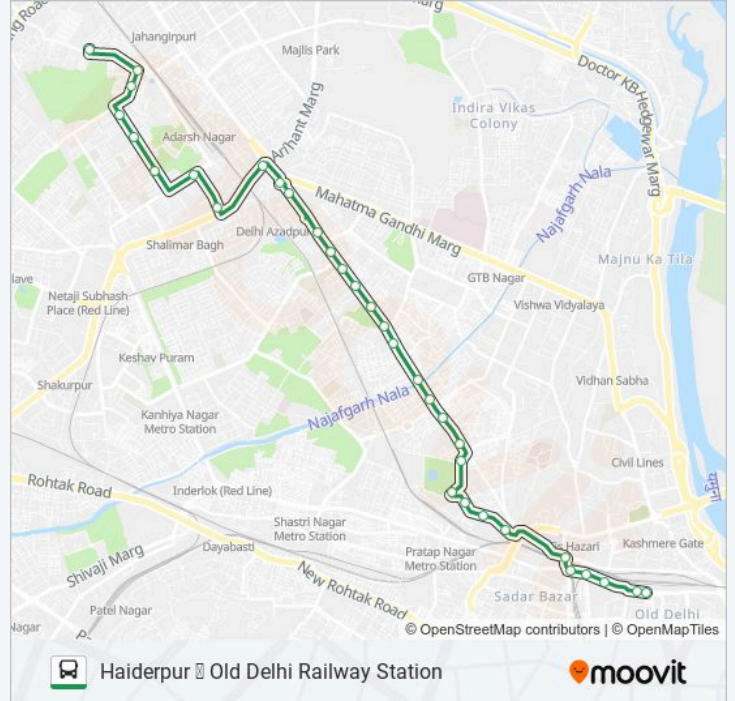 Jahangirpuri
Majlis Park
Doctor KB Hedgewar Marg
Indira Vikas
Colony
Arihant Marg
Adarsh Nagar
Najafgarh Nala
Mahatma Gandhi Marg
Delhi Azadpur
Shalimar Bagh
Majnu Ka Tila
GTB Nagar
Netaji Subhash
Place (Red Line)
Vishwa Vidyalaya
Keshav Puram
Shakurpur
Vidhan Sabha
Najafgarh Nala
Kanhiya Nagar
Metro Station
Civil Lines
Rohtak Road
Inderlok (Red Line)
Shastri Nagar
Metro Station
Dayabasti
Pratap Nagar
Metro Station
Tis Hazari
Kashmere Gate
Shivaji Marg
New Rohtak Road
Patel Nagar
Sadar Bazar
Old Delhi
Nagar
© OpenStreetMap contributors | © OpenMapTiles
Haiderpur Old Delhi Railway Station
moovit